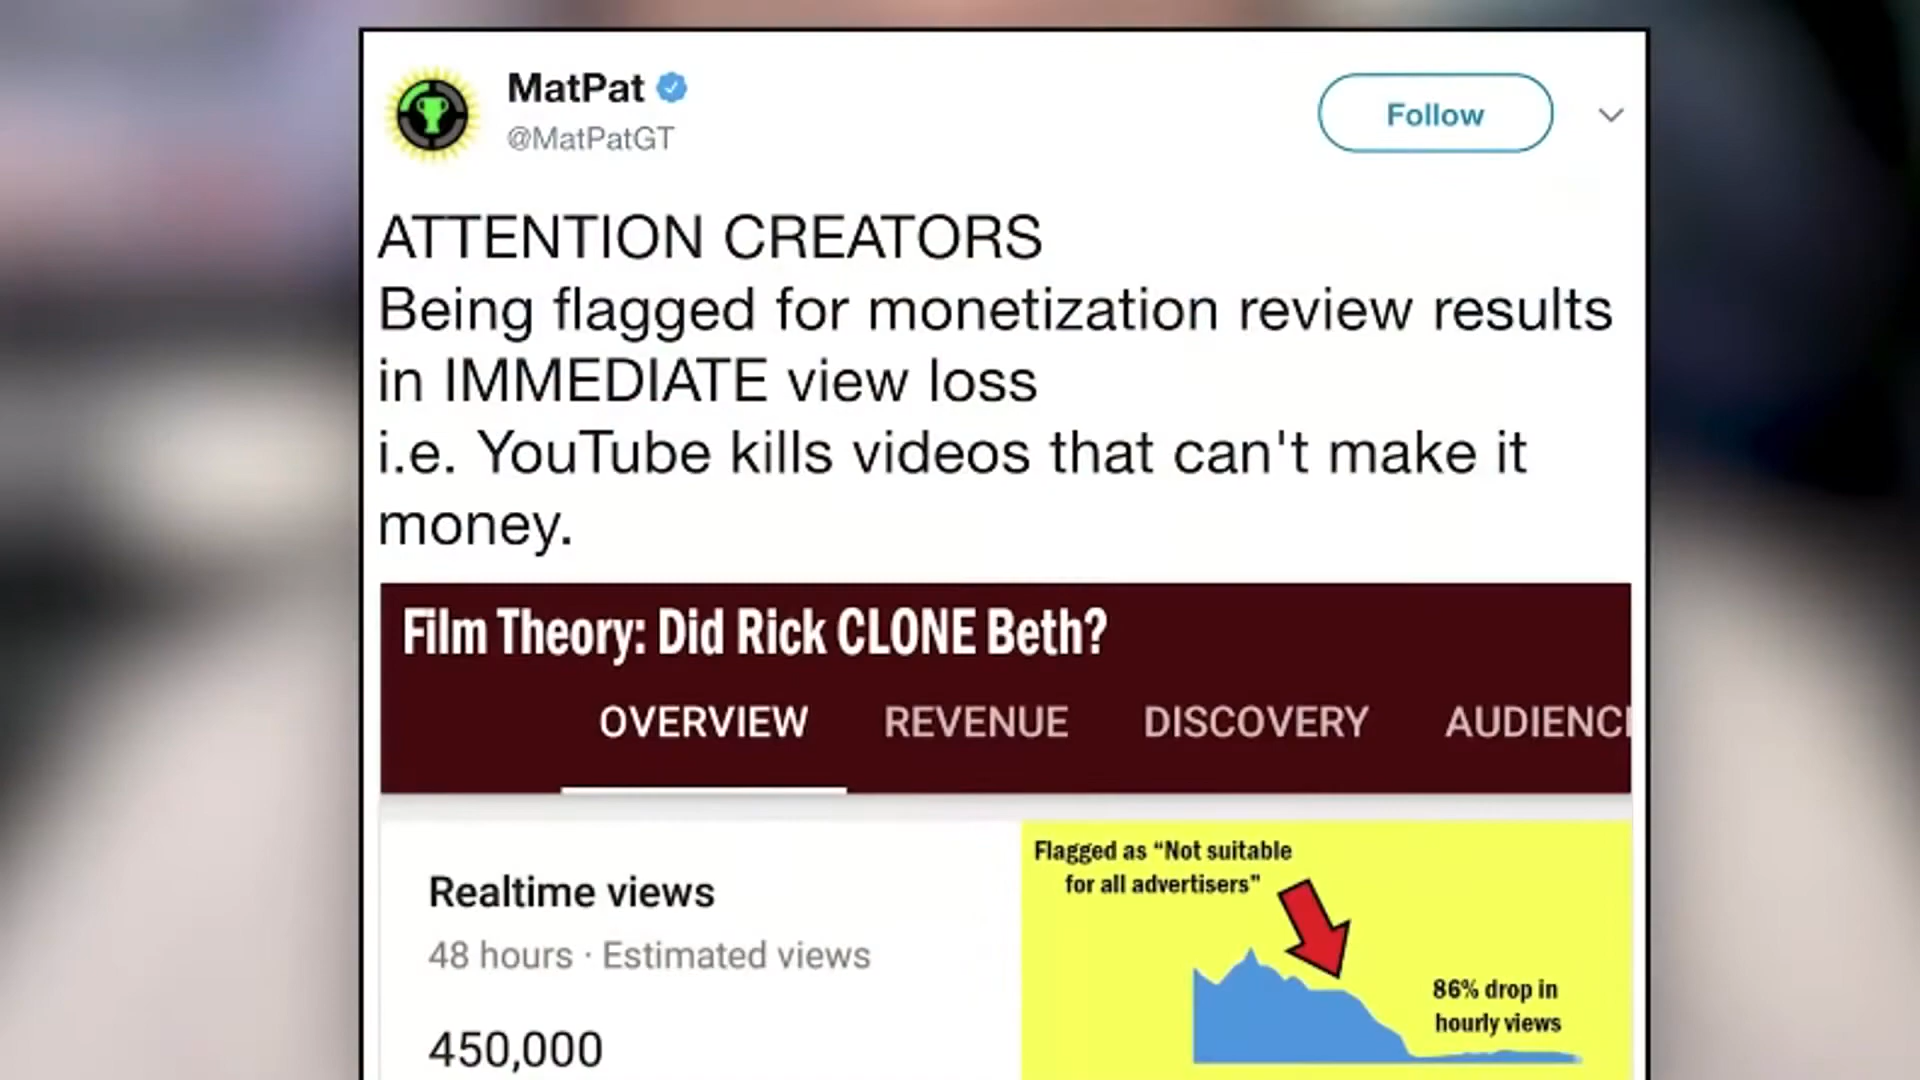 MatPat
@MatPatGT
Follow
ATTENTION CREATORS
Being flagged for monetization review results
in IMMEDIATE view loss
i.e. YouTube kills videos that can't make it
money.
Film Theory: Did Rick CLONE Beth?
OVERVIEW REVENUE DISCOVERY AUDIENC
Realtime views
48 hours · Estimated views
450,000
Flagged as “Not suitable
for all advertisers”
86% drop in
hourly views